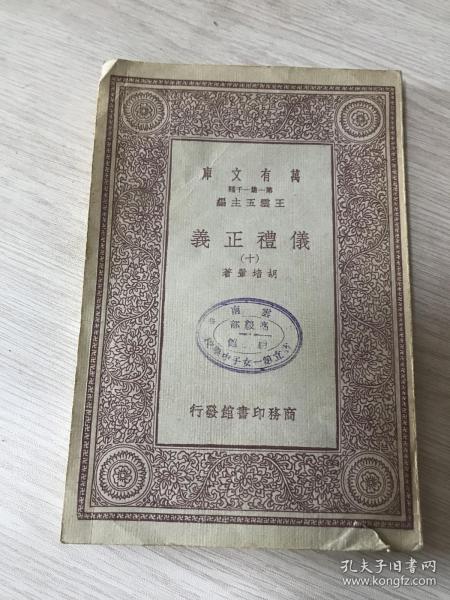 萬有文庫
第一集一千種
王雲五主編
儀禮正義
(十)
胡培翬著
商務印書館發行
孔夫子旧书网
www.kongfz.com